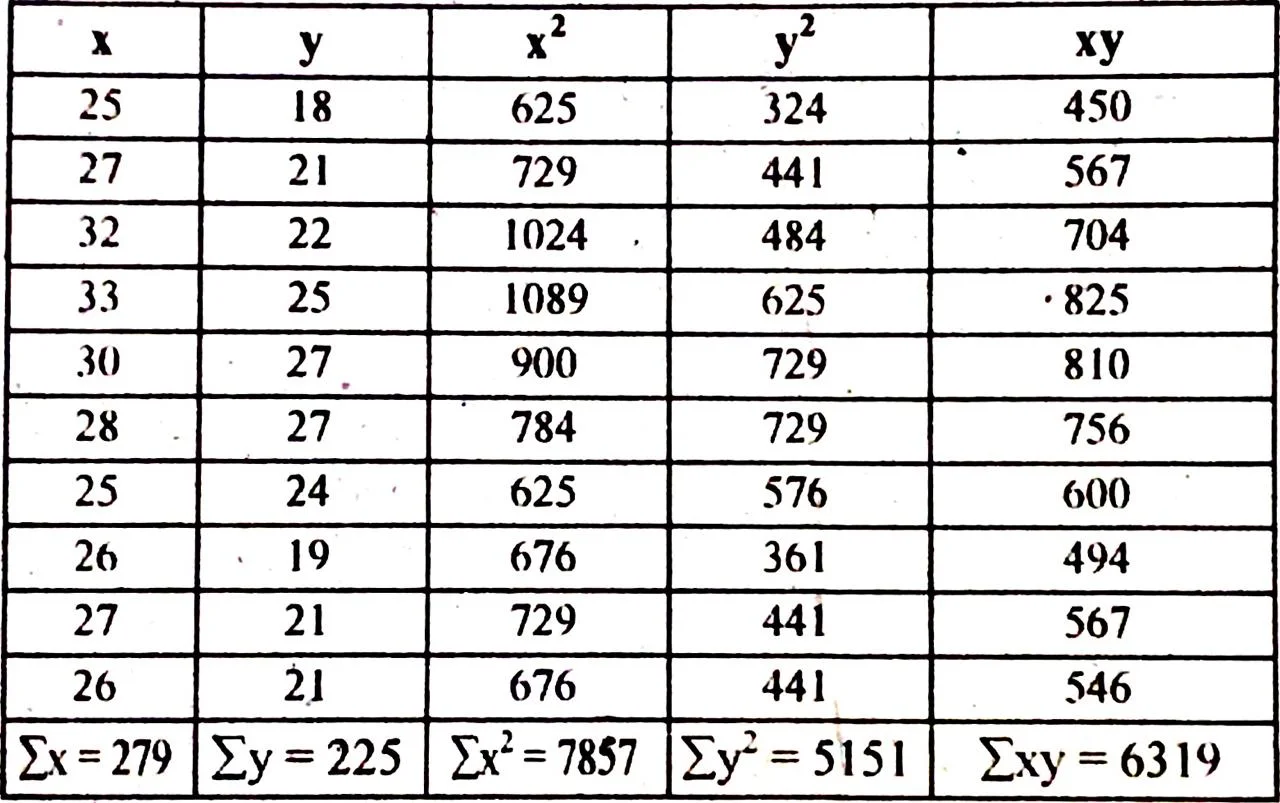 x y x² y² xy
25 18 625 324 450
27 21 729 441 567
32 22 1024 484 704
33 25 1089 625 825
30 27 900 729 810
28 27 784 729 756
25 24 625 576 600
26 19 676 361 494
27 21 729 441 567
26 21 676 441 546
∑x = 279 ∑y = 225 ∑x² = 7857 ∑y² = 5151 ∑xy = 6319